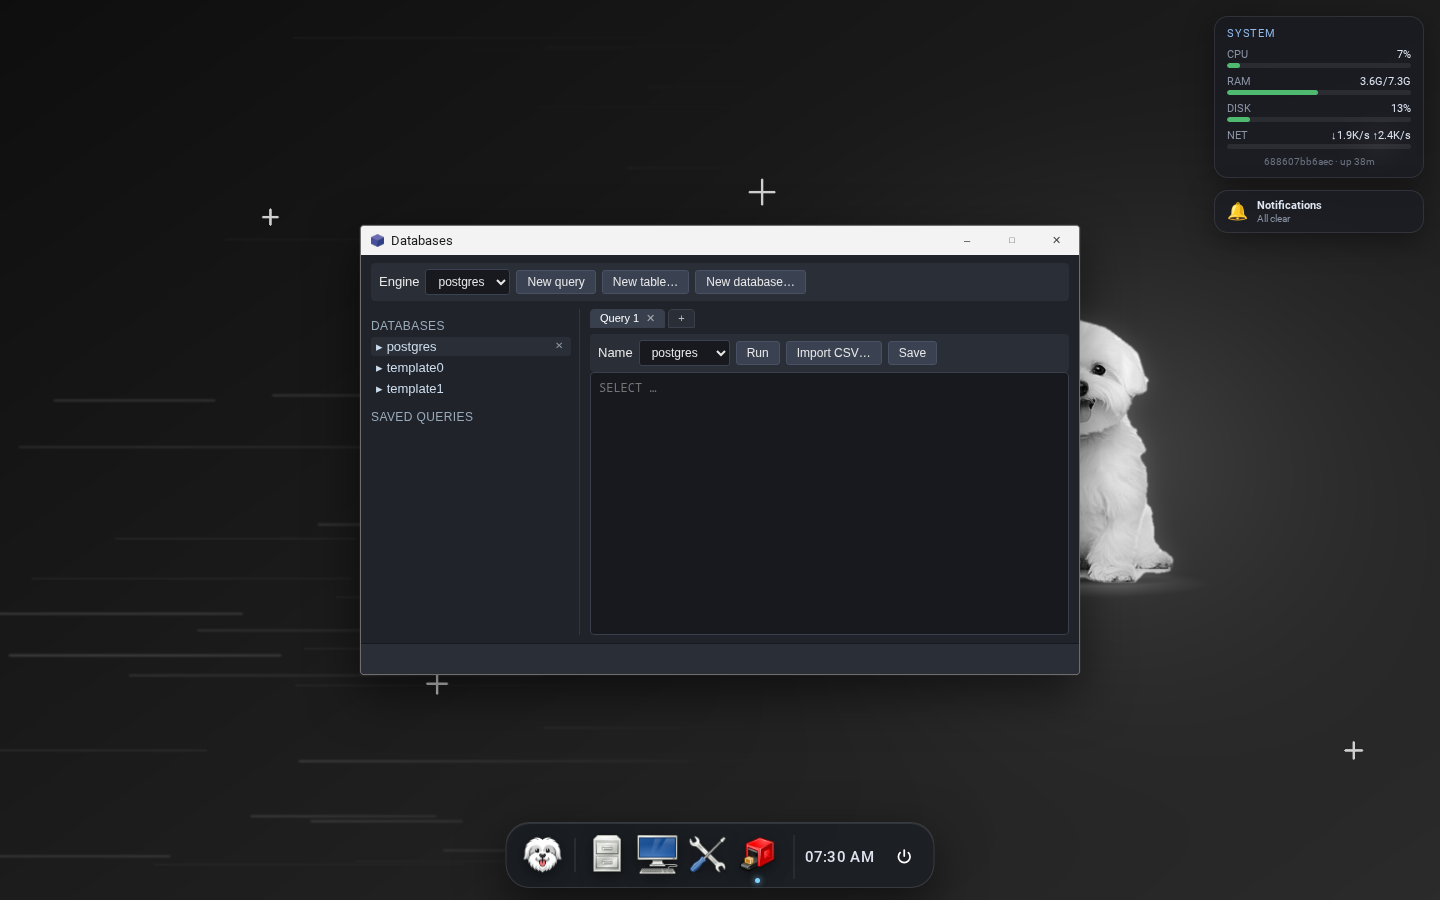 SYSTEM
CPU 7%
RAM 3.6G/7.3G
DISK 13%
NET ↓1.9K/s ↑2.4K/s
688607bb6aec · up 38m
Notifications
All clear
Databases
Engine postgres New query New table… New database…
DATABASES
▸ postgres
▸ template0
▸ template1
SAVED QUERIES
Query 1 ✕ +
Name postgres Run Import CSV… Save
SELECT …
07:30 AM